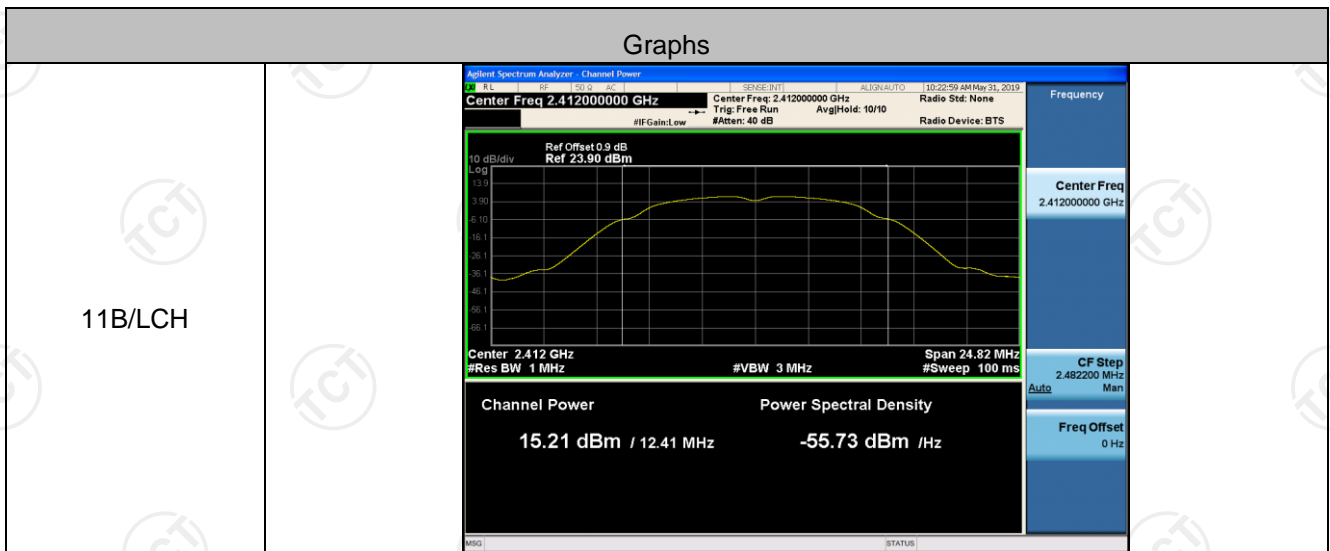 Graphs
11B/LCH
Agilent Spectrum Analyzer - Channel Power
RL RF 50 Ω AC SENSE:INT ALIGNAUTO 10:22:59 AM May 31, 2019
Center Freq 2.412000000 GHz
Center Freq: 2.412000000 GHz
Radio Std: None
Trig: Free Run Avg|Hold: 10/10
#IFGain:Low
#Atten: 40 dB
Radio Device: BTS
Ref Offset 0.9 dB
10 dB/div Ref 23.90 dBm
Log
13.9
3.90
-6.10
-16.1
-26.1
-36.1
-46.1
-56.1
-66.1
Center 2.412 GHz
Span 24.82 MHz
#Res BW 1 MHz
#VBW 3 MHz
#Sweep 100 ms
Channel Power
Power Spectral Density
15.21 dBm / 12.41 MHz
-55.73 dBm /Hz
MSG
STATUS
Frequency
Center Freq
2.412000000 GHz
CF Step
2.482200 MHz
Auto Man
Freq Offset
0 Hz
TCT
TCT
TCT
TCT